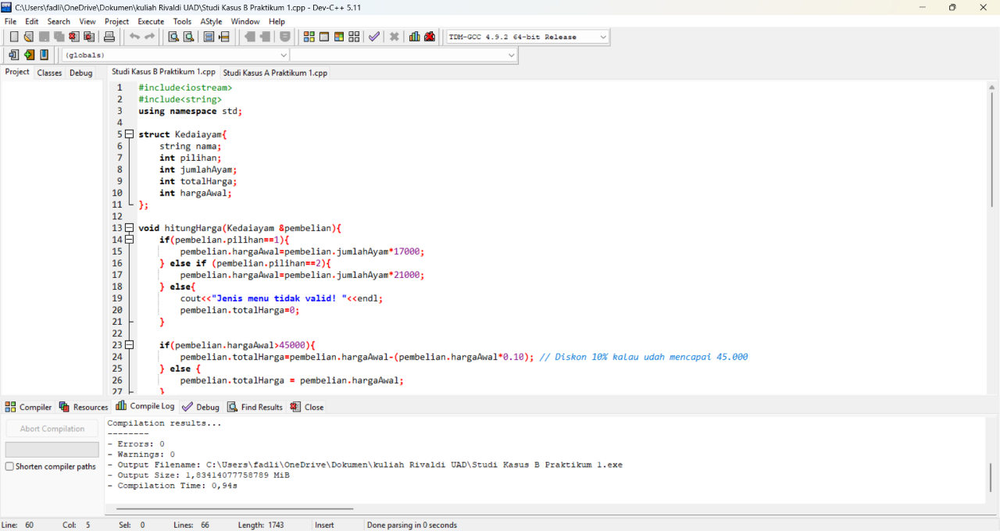 C:\Users\fadli\OneDrive\Dokumen\kuliah Rivaldi UAD\Studi Kasus B Praktikum 1.cpp - Dev-C++ 5.11
File Edit Search View Project Execute Tools AStyle Window Help
TDM-GCC 4.9.2 64-bit Release
(globals)
Project Classes Debug
Studi Kasus B Praktikum 1.cpp Studi Kasus A Praktikum 1.cpp
1 #include<iostream>
2 #include<string>
3 using namespace std;
4
5 struct Kedaiayam{
6 string nama;
7 int pilihan;
8 int jumlahAyam;
9 int totalHarga;
10 int hargaAwal;
11 };
12
13 void hitungHarga(Kedaiayam &pembelian){
14 if(pembelian.pilihan==1){
15 pembelian.hargaAwal=pembelian.jumlahAyam*17000;
16 } else if (pembelian.pilihan==2){
17 pembelian.hargaAwal=pembelian.jumlahAyam*21000;
18 } else{
19 cout<<"Jenis menu tidak valid! "<<endl;
20 pembelian.totalHarga=0;
21 }
22
23 if(pembelian.hargaAwal>45000){
24 pembelian.totalHarga=pembelian.hargaAwal-(pembelian.hargaAwal*0.10); // Diskon 10% kalau udah mencapai 45.000
25 } else {
26 pembelian.totalHarga = pembelian.hargaAwal;
27 }
Compiler Resources Compile Log Debug Find Results Close
Abort Compilation
Shorten compiler paths
Compilation results...
--------
- Errors: 0
- Warnings: 0
- Output Filename: C:\Users\fadli\OneDrive\Dokumen\kuliah Rivaldi UAD\Studi Kasus B Praktikum 1.exe
- Output Size: 1,83414077758789 MiB
- Compilation Time: 0,94s
Line: 60 Col: 5 Sel: 0 Lines: 66 Length: 1743 Insert Done parsing in 0 seconds